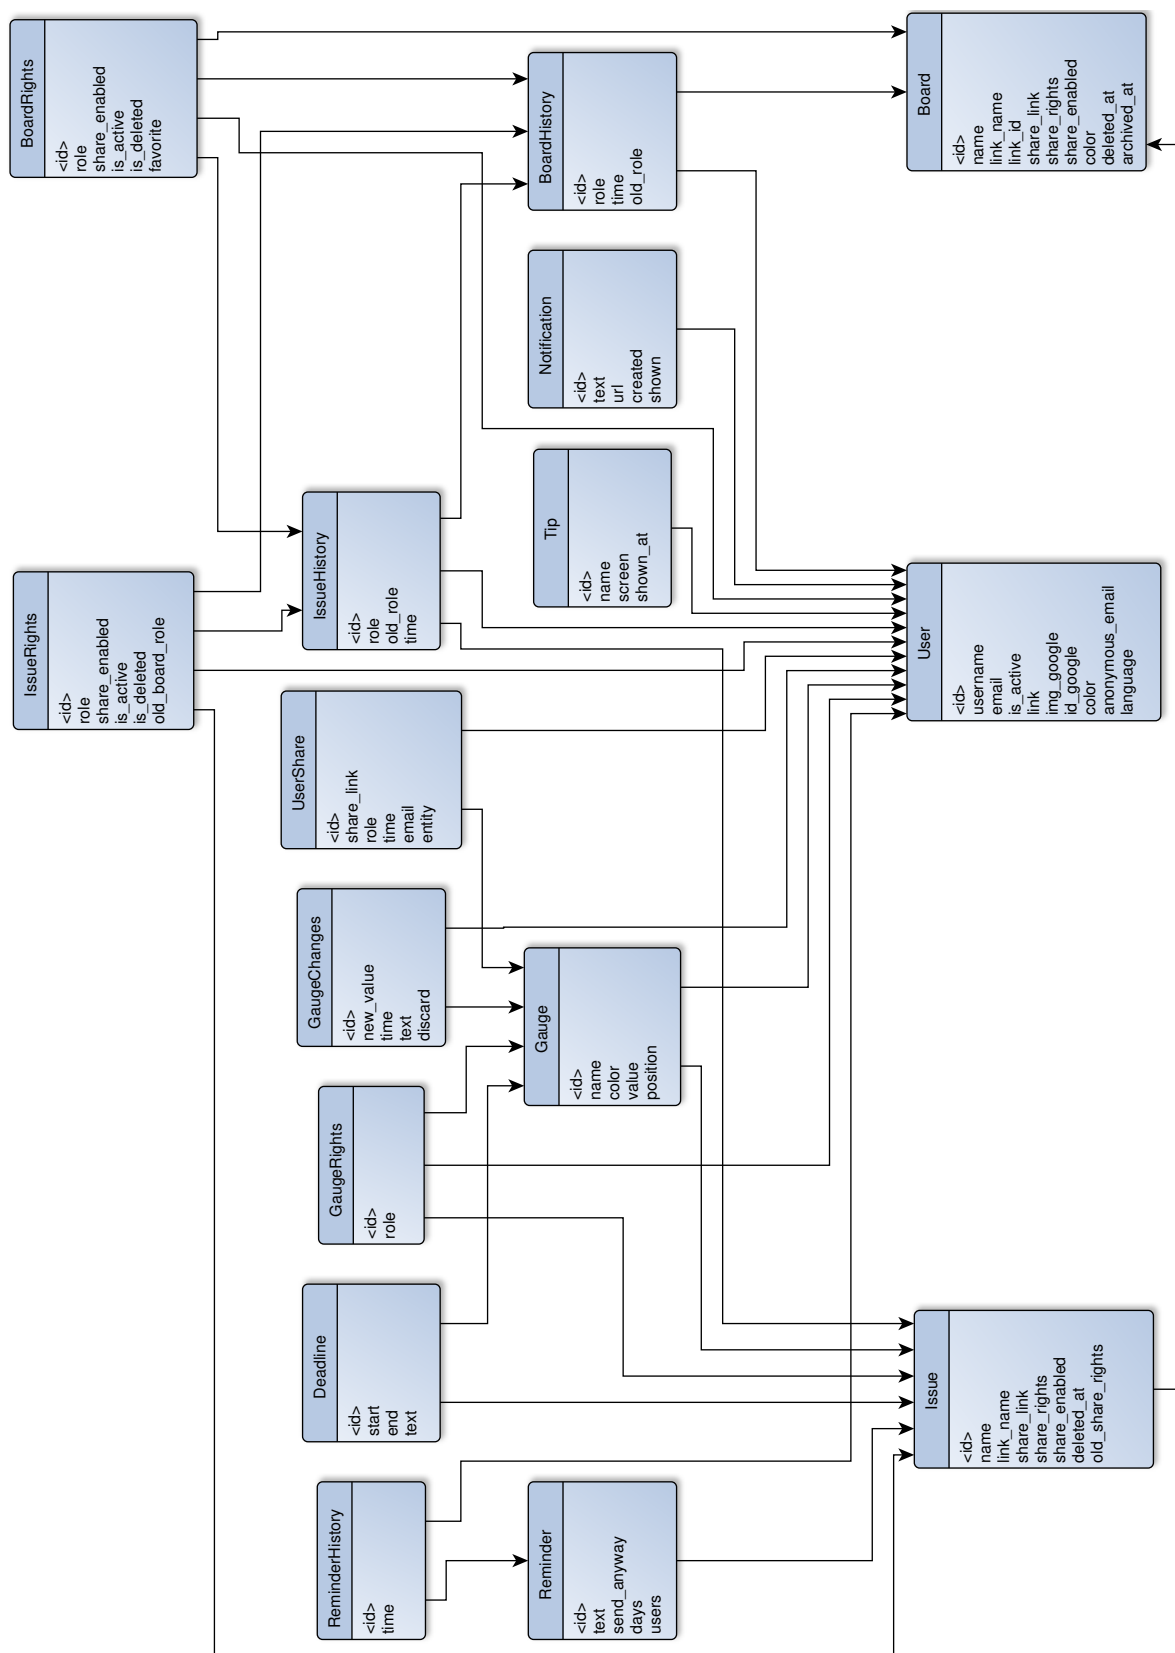 BoardRights
<id>
role
share_enabled
is_active
is_deleted
favorite
IssueRights
<id>
role
share_enabled
is_active
is_deleted
old_board_role
ReminderHistory
<id>
time
Deadline
<id>
start
end
text
GaugeRights
<id>
role
GaugeChanges
<id>
new_value
time
text
discard
UserShare
<id>
share_link
role
time
email
entity
IssueHistory
<id>
role
old_role
time
Reminder
<id>
text
send_anyway
days
users
Gauge
<id>
name
color
value
position
Tip
<id>
name
screen
shown_at
Notification
<id>
text
url
created
shown
BoardHistory
<id>
role
time
old_role
Issue
<id>
name
link_name
share_link
share_rights
share_enabled
deleted_at
old_share_rights
User
<id>
username
email
is_active
link
img_google
id_google
color
anonymous_email
language
Board
<id>
name
link_name
link_id
share_link
share_rights
share_enabled
color
deleted_at
archived_at